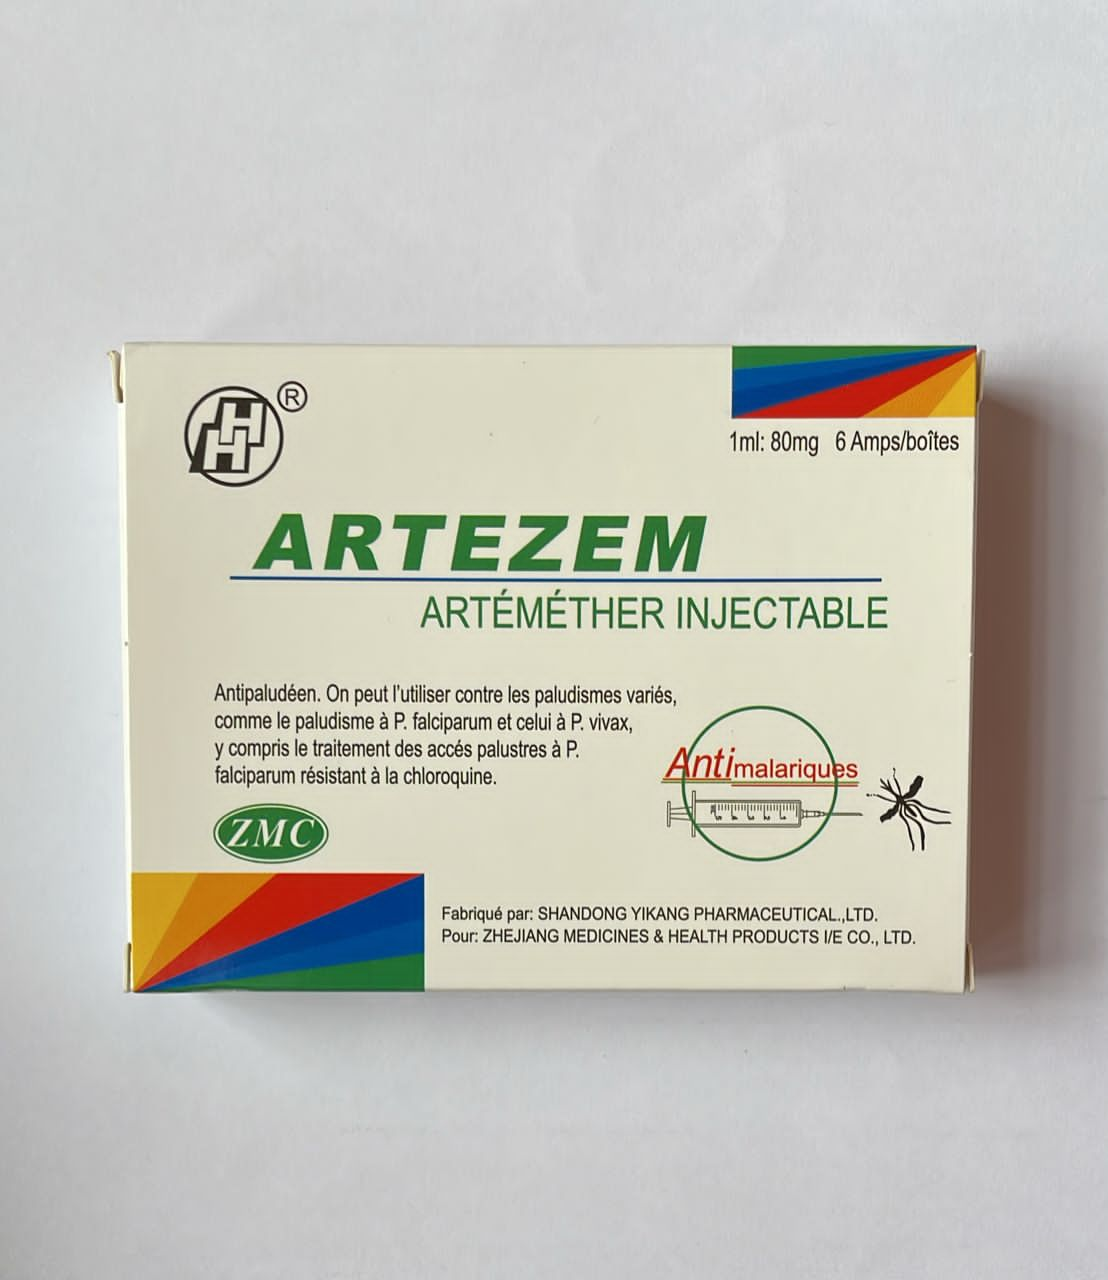 HH ®
1ml: 80mg 6 Amps/boîtes
ARTEZEM
ARTÉMÉTHER INJECTABLE
Antipaludéen. On peut l'utiliser contre les paludismes variés,
comme le paludisme à P. falciparum et celui à P. vivax,
y compris le traitement des accés palustres à P.
falciparum résistant à la chloroquine.
Antimalariques
ZMC
Fabriqué par: SHANDONG YIKANG PHARMACEUTICAL.,LTD.
Pour: ZHEJIANG MEDICINES & HEALTH PRODUCTS I/E CO., LTD.